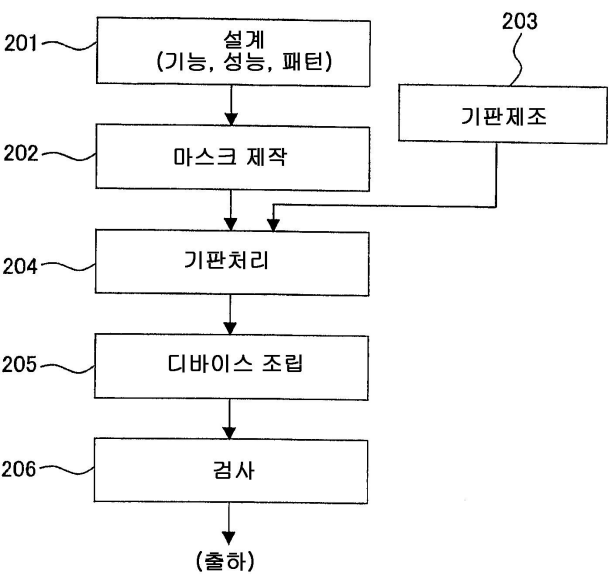 201
설계
(기능, 성능, 패턴)
203
기판제조
202
마스크 제작
204
기판처리
205
디바이스 조립
206
검사
(출하)